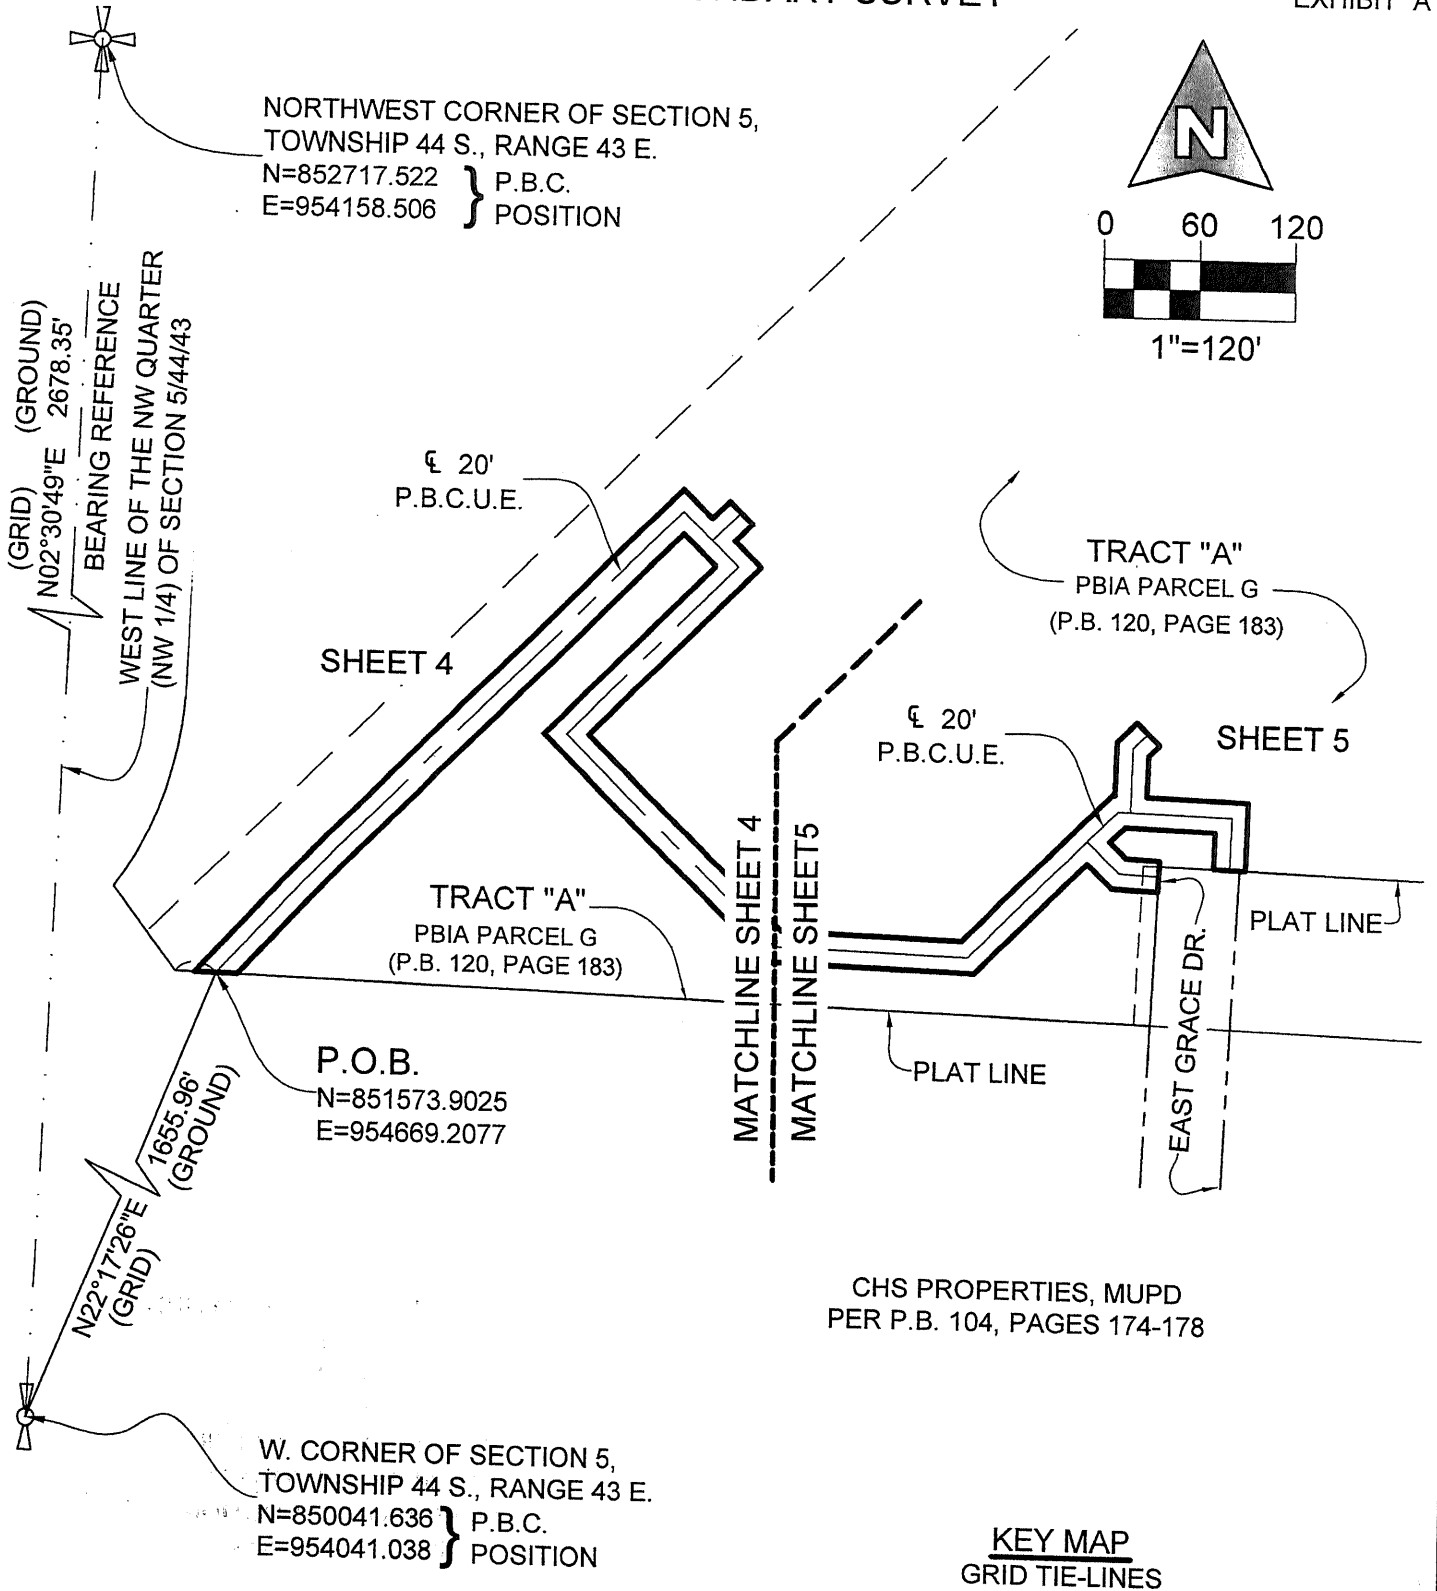 SURVEY
EXHIBIT "A"
NORTHWEST CORNER OF SECTION 5,
TOWNSHIP 44 S., RANGE 43 E.
N=852717.522
E=954158.506
P.B.C.
POSITION
N
0 60 120
1"=120'
(GRID) (GROUND)
N02°30'49"E 2678.35'
BEARING REFERENCE
WEST LINE OF THE NW QUARTER
(NW 1/4) OF SECTION 5/44/43
℄ 20'
P.B.C.U.E.
SHEET 4
TRACT "A"
PBIA PARCEL G
(P.B. 120, PAGE 183)
℄ 20'
P.B.C.U.E.
SHEET 5
TRACT "A"
PBIA PARCEL G
(P.B. 120, PAGE 183)
MATCHLINE SHEET 4
MATCHLINE SHEET5
PLAT LINE
EAST GRACE DR.
PLAT LINE
P.O.B.
N=851573.9025
E=954669.2077
1655.96'
(GROUND)
N22°17'26"E
(GRID)
CHS PROPERTIES, MUPD
PER P.B. 104, PAGES 174-178
W. CORNER OF SECTION 5,
TOWNSHIP 44 S., RANGE 43 E.
N=850041.636
E=954041.038
P.B.C.
POSITION
KEY MAP
GRID TIE-LINES